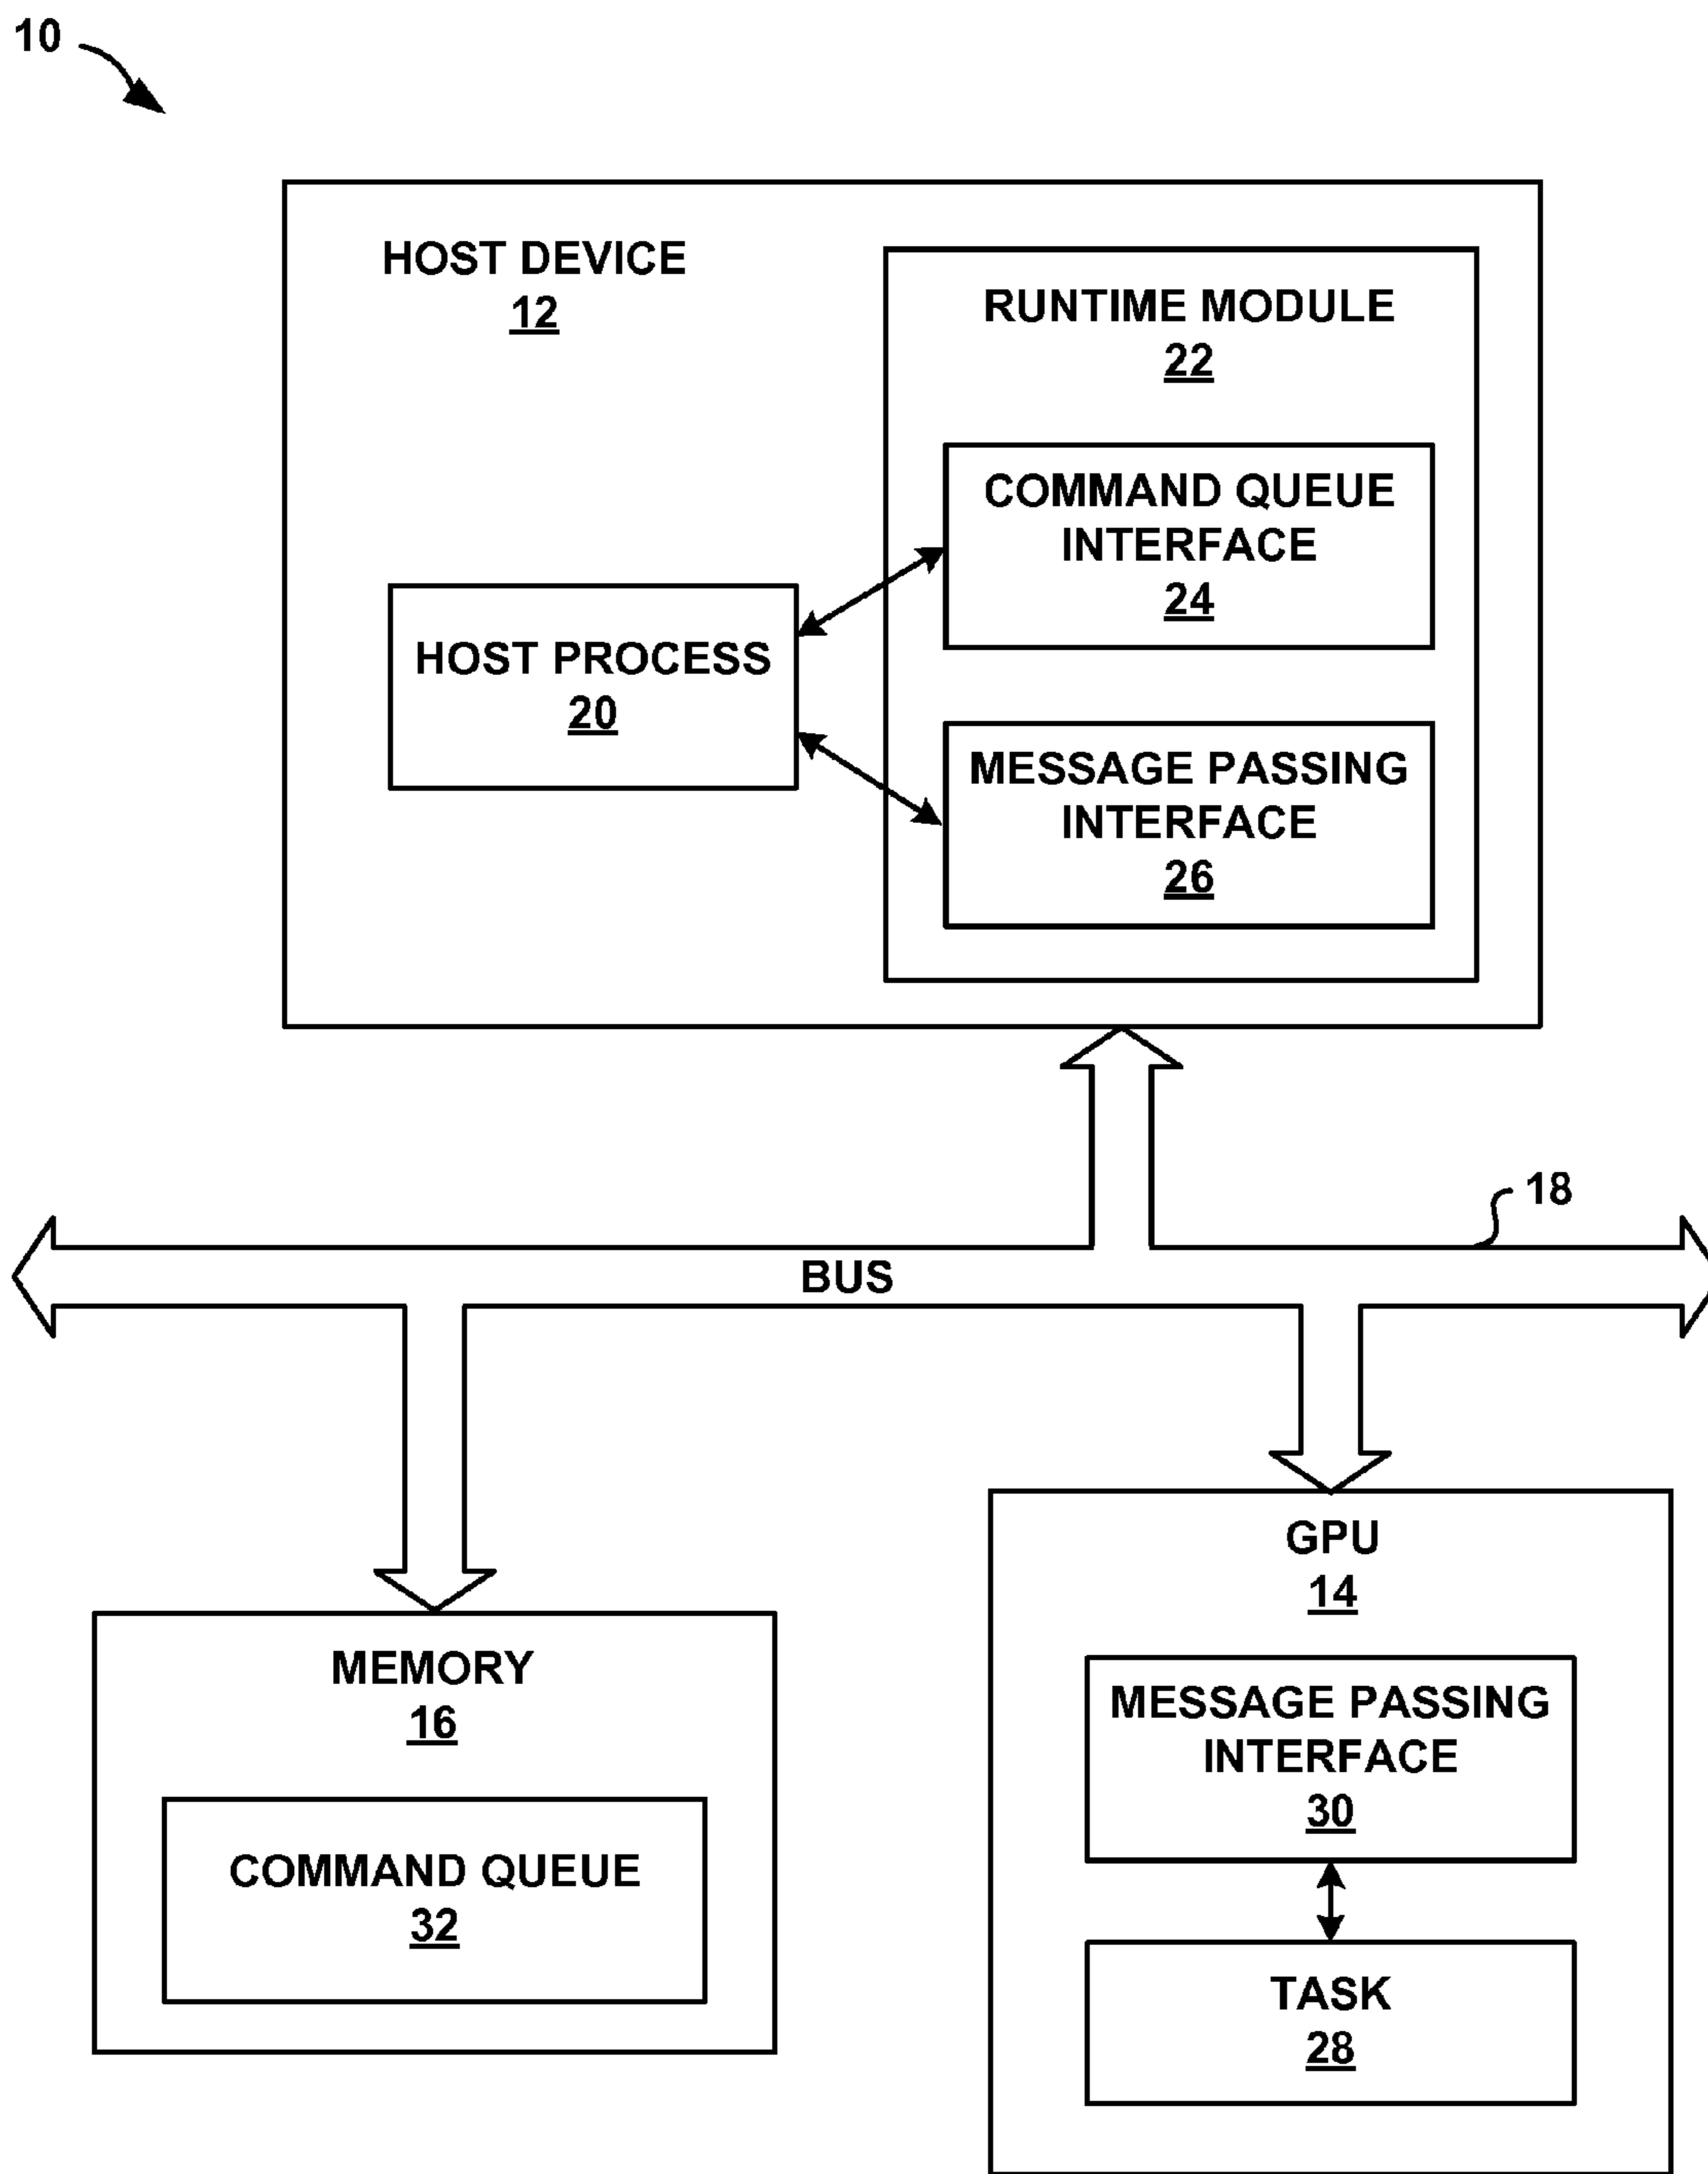 10
HOST DEVICE
12
RUNTIME MODULE
22
COMMAND QUEUE
INTERFACE
24
HOST PROCESS
20
MESSAGE PASSING
INTERFACE
26
18
BUS
GPU
14
MEMORY
16
MESSAGE PASSING
INTERFACE
30
COMMAND QUEUE
32
TASK
28